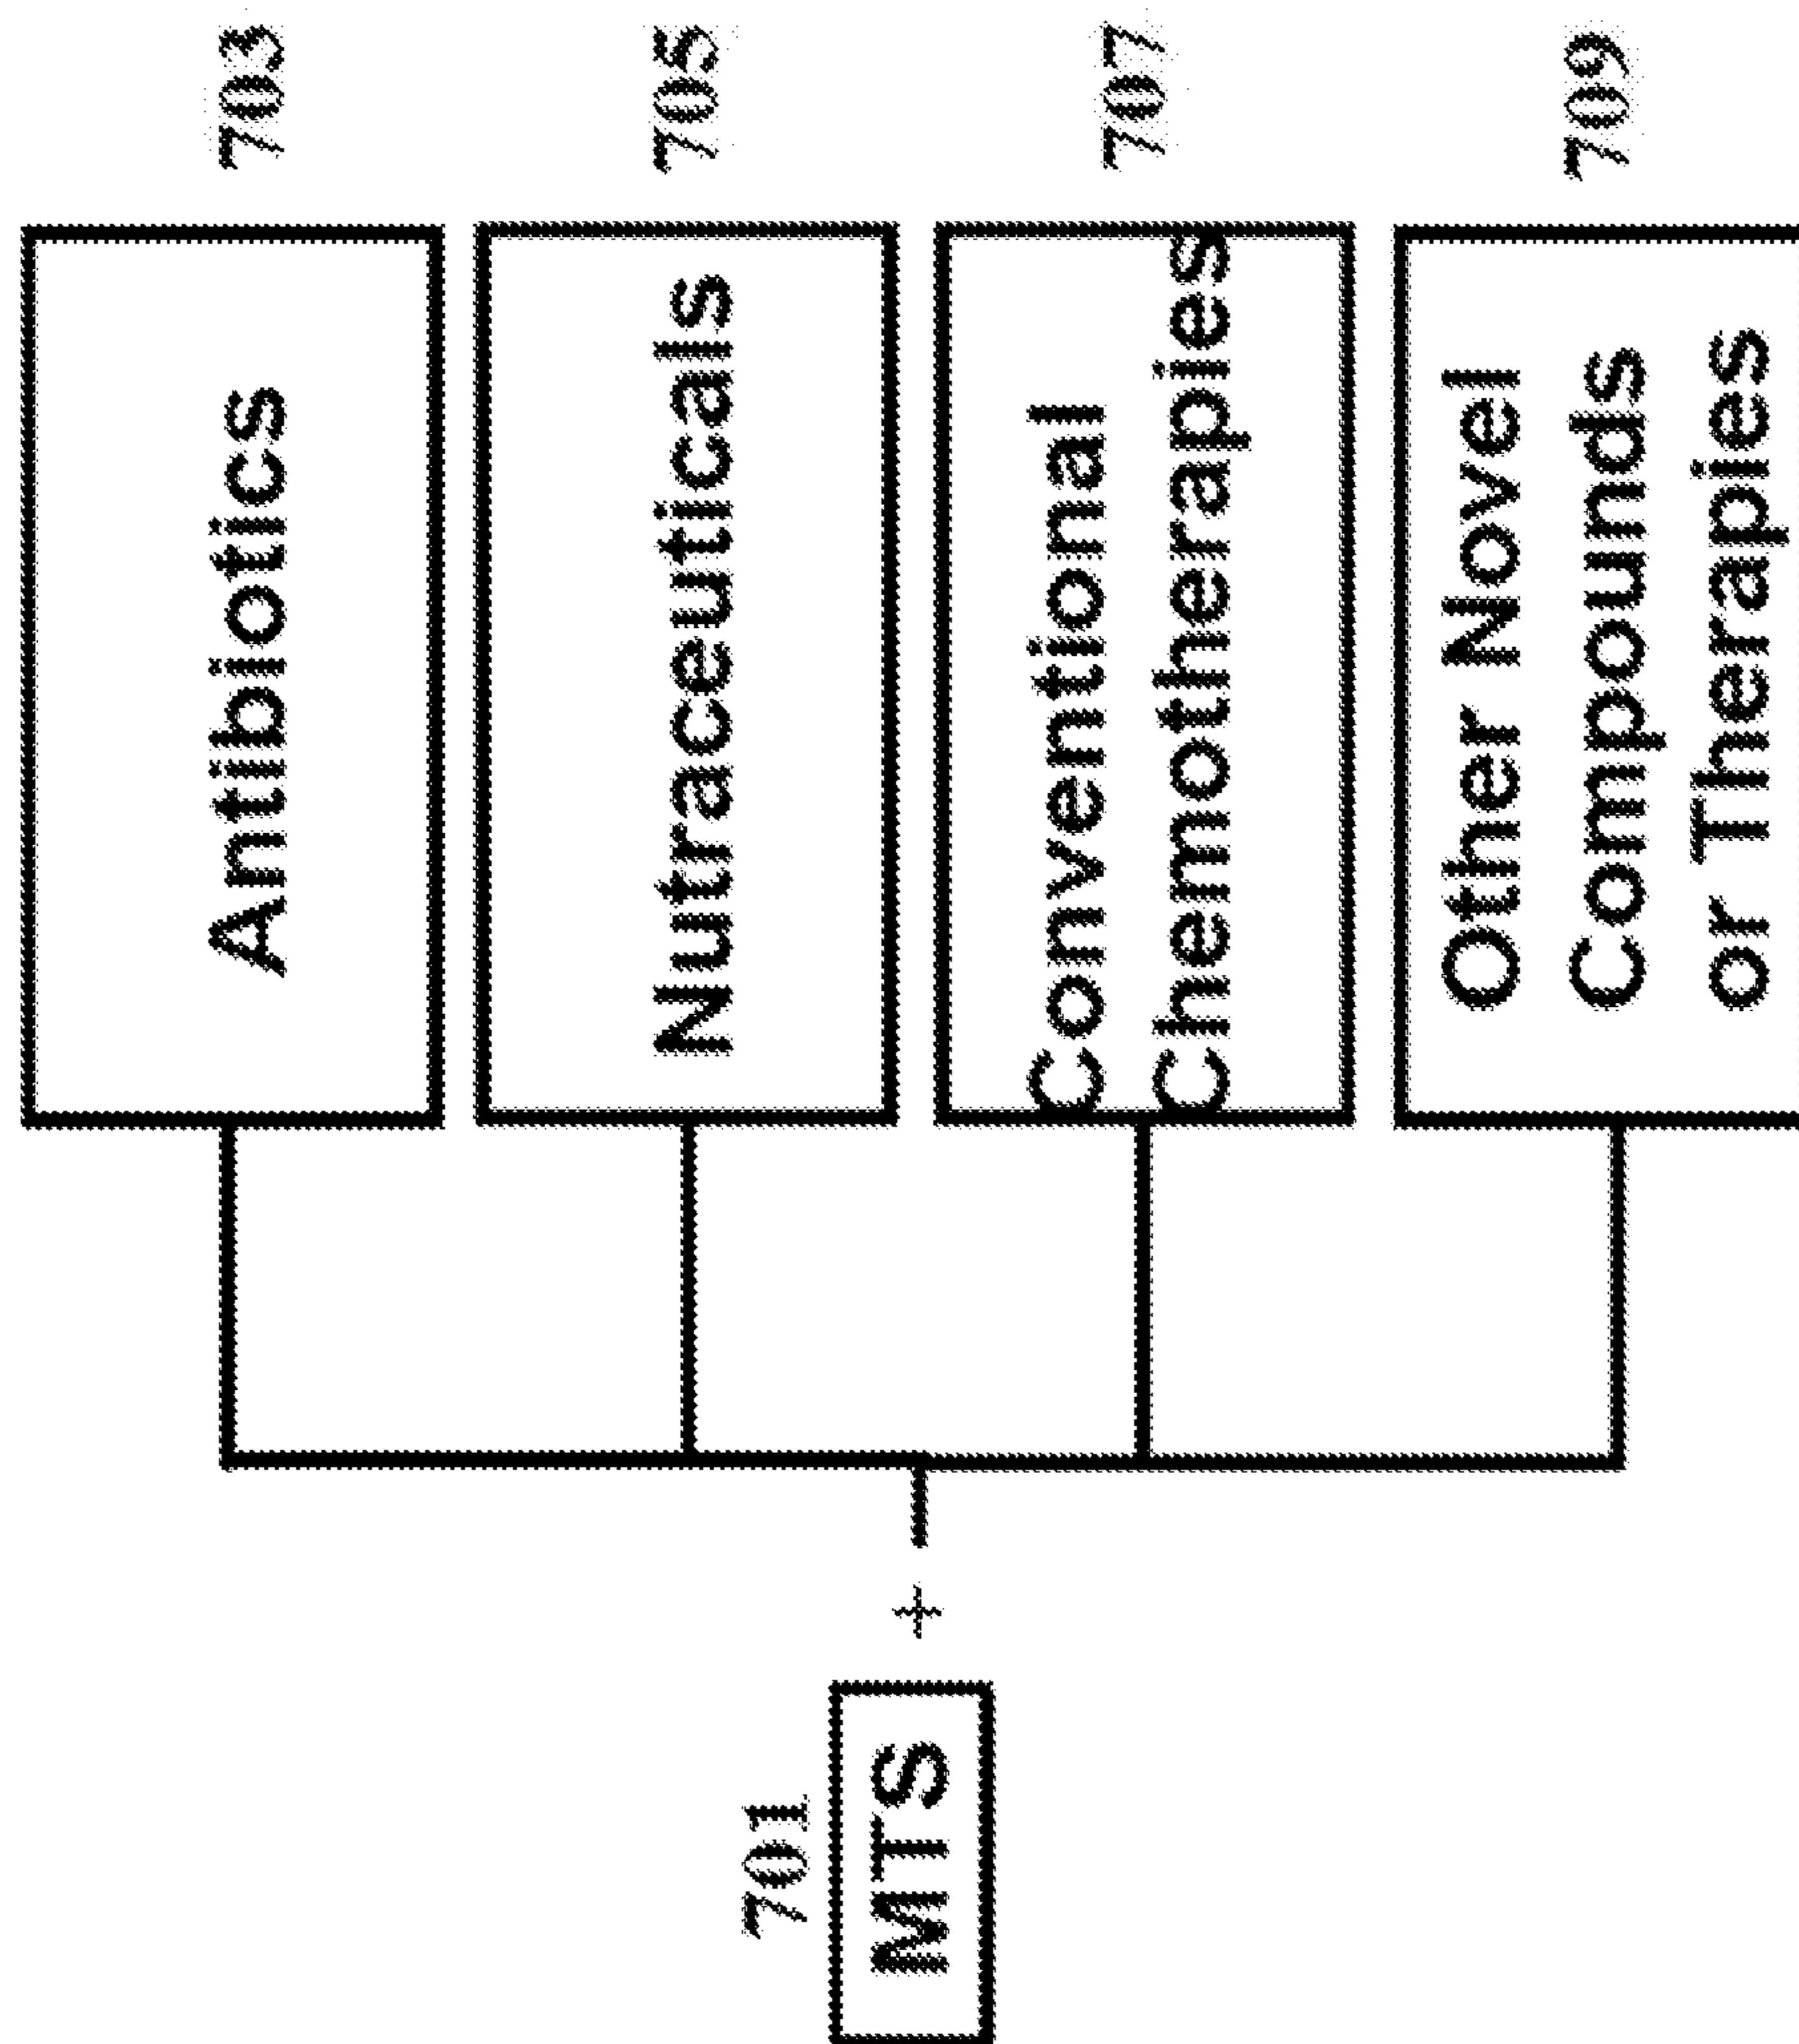 701
MTS
+
Antibiotics
703
Nutraceuticals
705
Conventional
Chemotherapies
707
Other Novel
Compounds
or Therapies
709